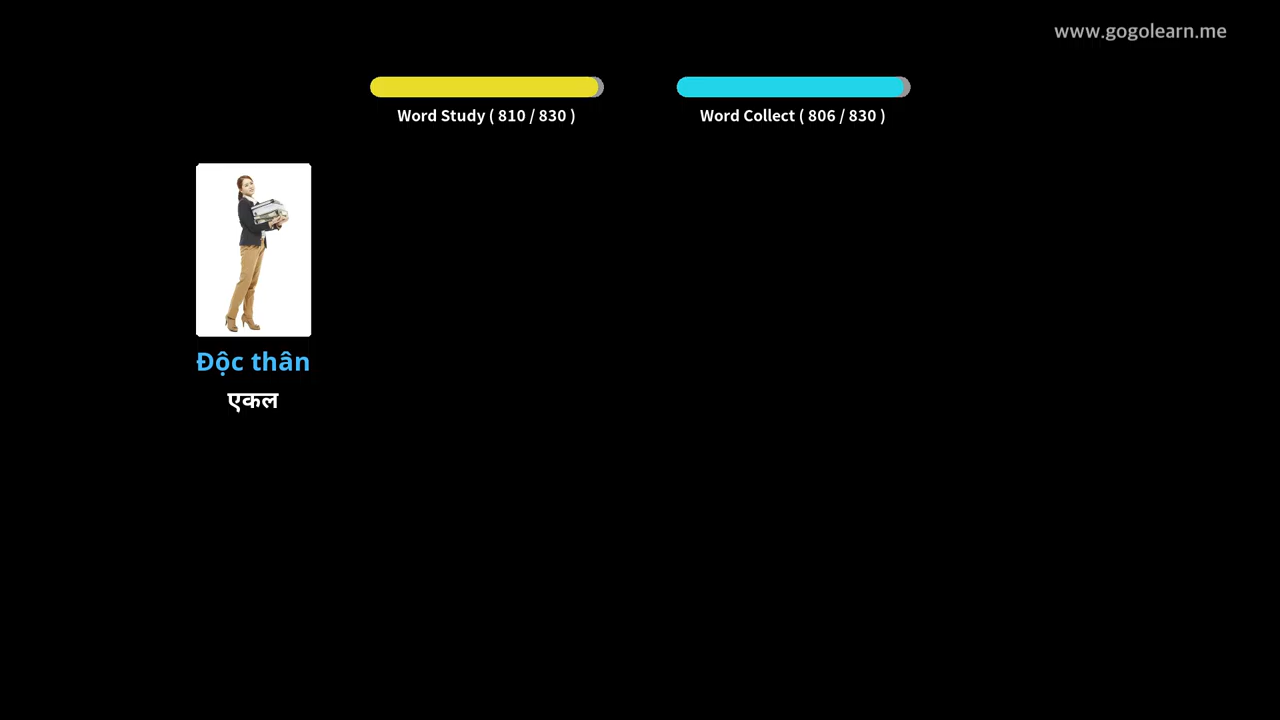 www.gogolearn.me
Word Study ( 810 / 830 )
Word Collect ( 806 / 830 )
Độc thân
एकल